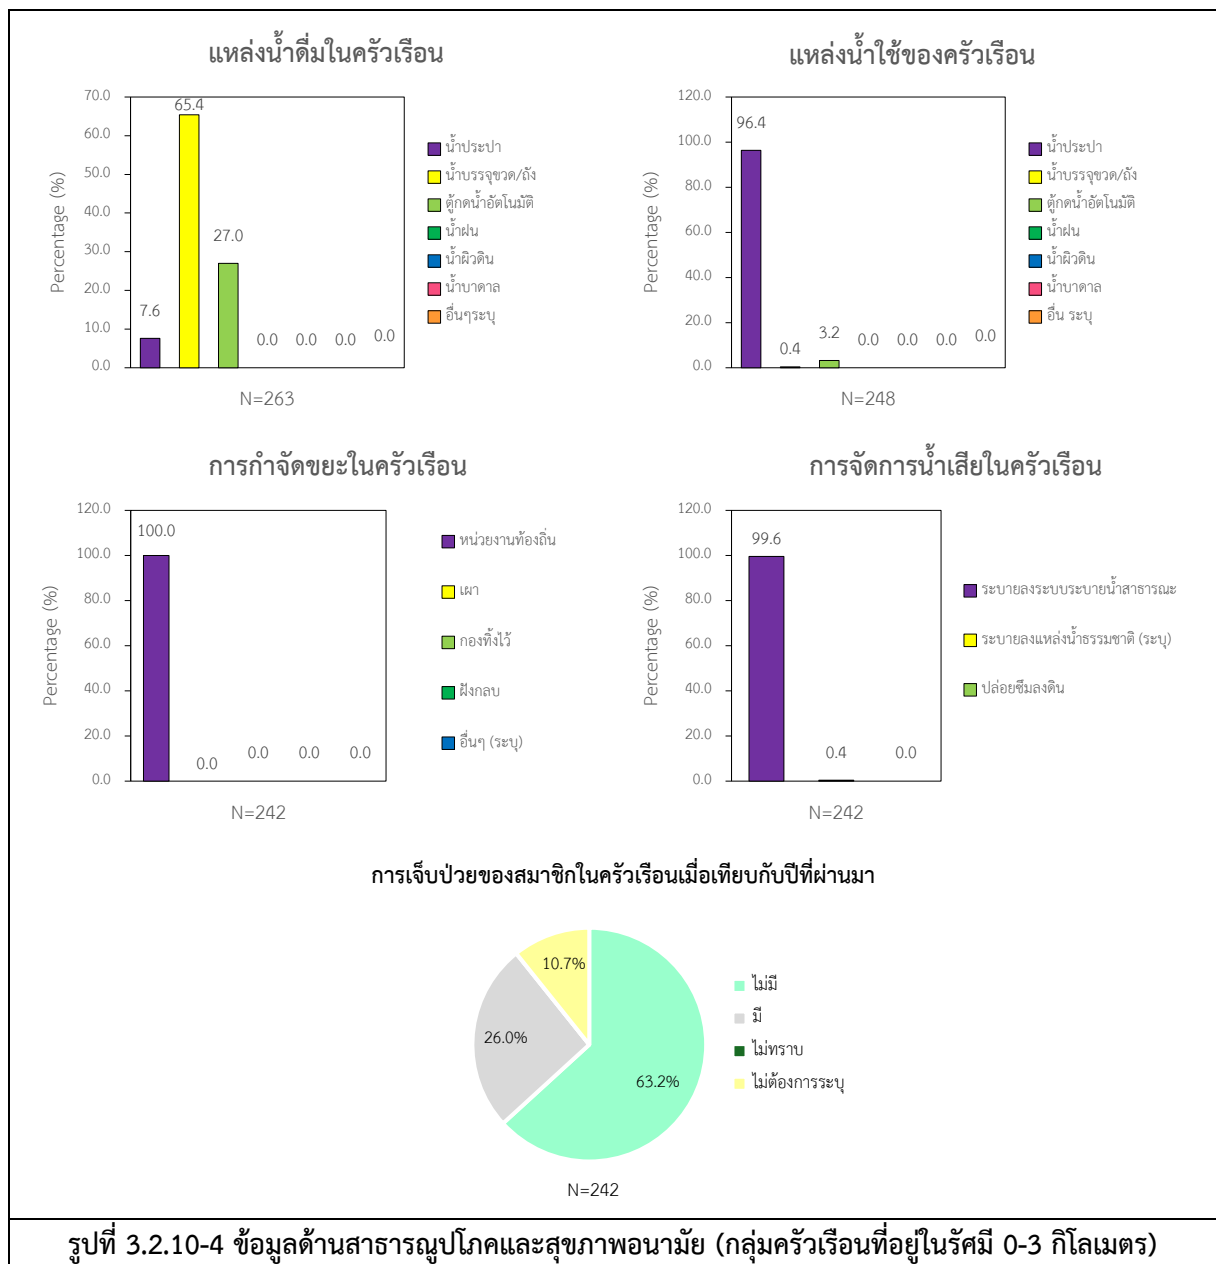 แหล่งน้ำดื่มในครัวเรือน
70.0
60.0
50.0
40.0
30.0
20.0
10.0
0.0
Percentage (%)
7.6
65.4
27.0
0.0
0.0
0.0
0.0
น้ำประปา
น้ำบรรจุขวด/ถัง
ตู้กดน้ำอัตโนมัติ
น้ำฝน
น้ำผิวดิน
น้ำบาดาล
อื่นๆระบุ
N=263
แหล่งน้ำใช้ของครัวเรือน
120.0
100.0
80.0
60.0
40.0
20.0
0.0
Percentage (%)
96.4
0.4
3.2
0.0
0.0
0.0
0.0
น้ำประปา
น้ำบรรจุขวด/ถัง
ตู้กดน้ำอัตโนมัติ
น้ำฝน
น้ำผิวดิน
น้ำบาดาล
อื่น ระบุ
N=248
การกำจัดขยะในครัวเรือน
120.0
100.0
80.0
60.0
40.0
20.0
0.0
Percentage (%)
100.0
0.0
0.0
0.0
0.0
หน่วยงานท้องถิ่น
เผา
กองทิ้งไว้
ฝังกลบ
อื่นๆ (ระบุ)
N=242
การจัดการน้ำเสียในครัวเรือน
120.0
100.0
80.0
60.0
40.0
20.0
0.0
Percentage (%)
99.6
0.4
0.0
ระบายลงระบบระบายน้ำสาธารณะ
ระบายลงแหล่งน้ำธรรมชาติ (ระบุ)
ปล่อยซึมลงดิน
N=242
การเจ็บป่วยของสมาชิกในครัวเรือนเมื่อเทียบกับปีที่ผ่านมา
10.7%
26.0%
63.2%
ไม่มี
มี
ไม่ทราบ
ไม่ต้องการระบุ
N=242
รูปที่ 3.2.10-4 ข้อมูลด้านสาธารณูปโภคและสุขภาพอนามัย (กลุ่มครัวเรือนที่อยู่ในรัศมี 0-3 กิโลเมตร)